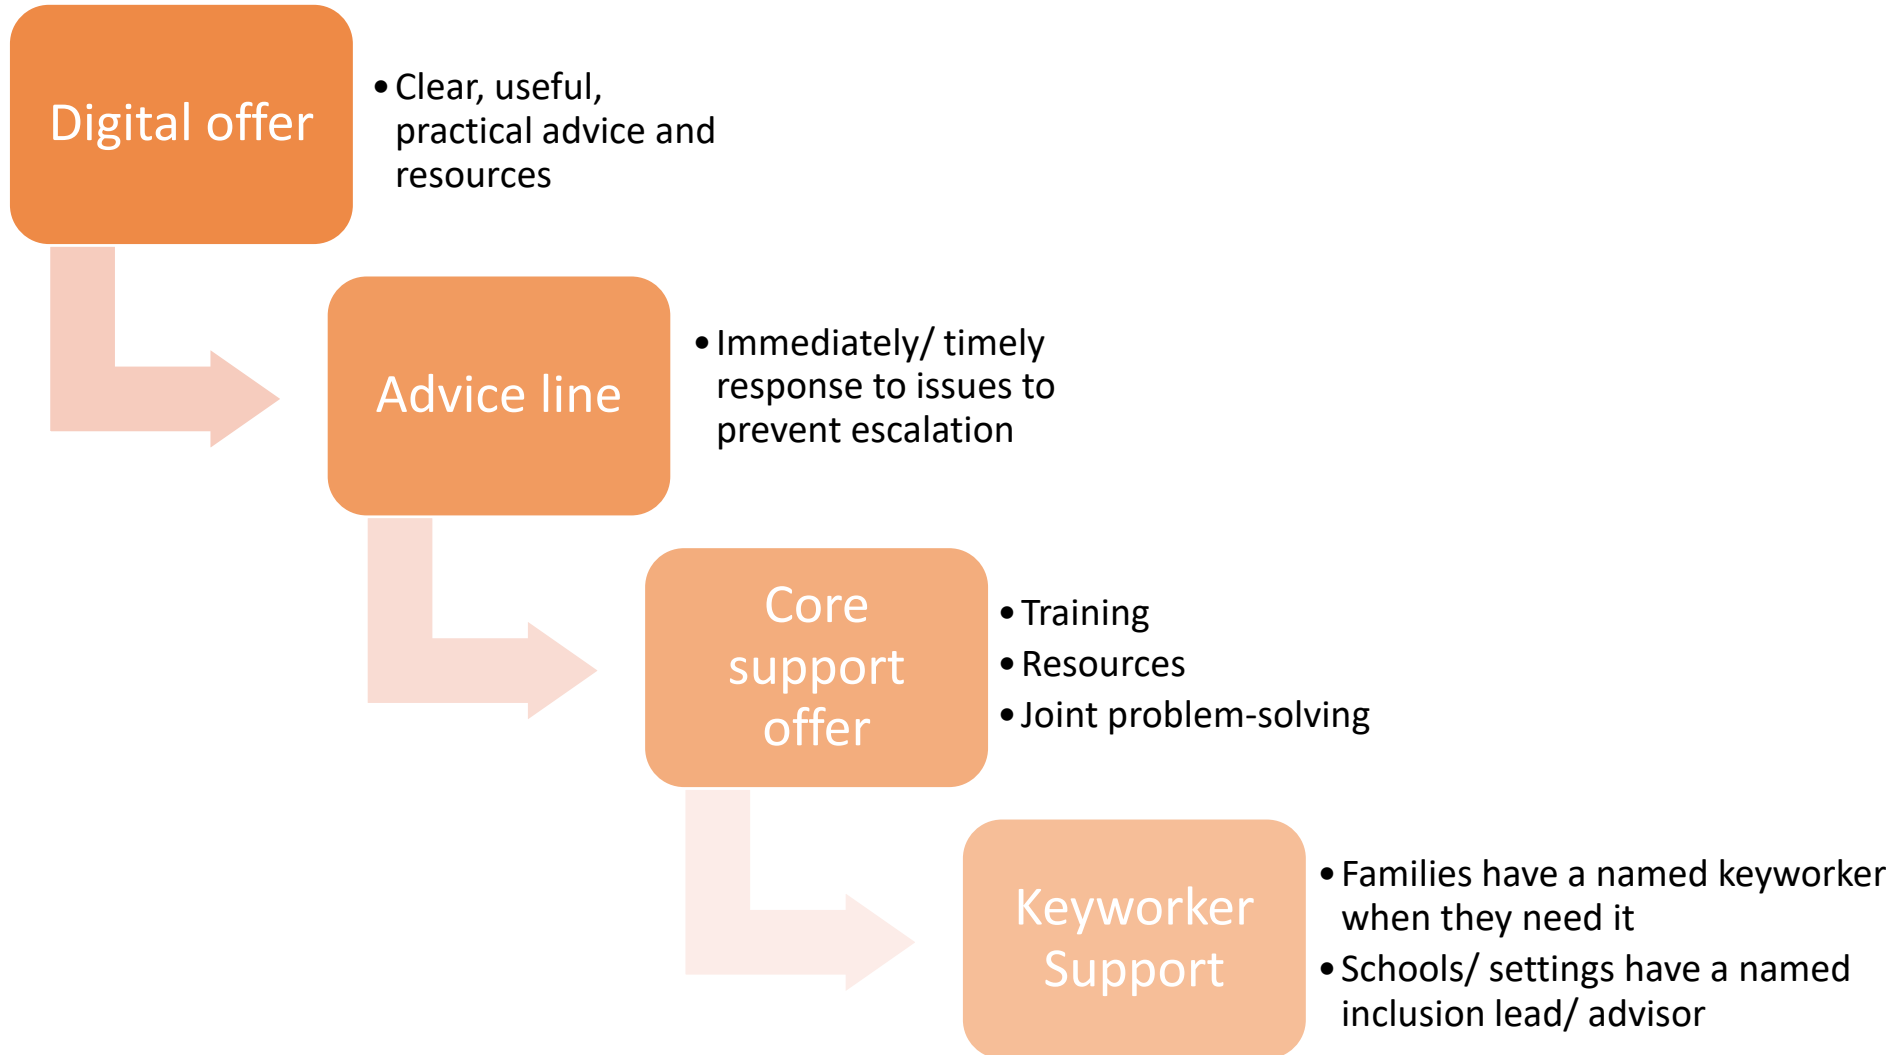 Digital offer
• Clear, useful,
practical advice and
resources
Advice line
• Immediately/ timely
response to issues to
prevent escalation
Core
support
offer
• Training
• Resources
• Joint problem-solving
Keyworker
Support
• Families have a named keyworker
when they need it
• Schools/ settings have a named
inclusion lead/ advisor